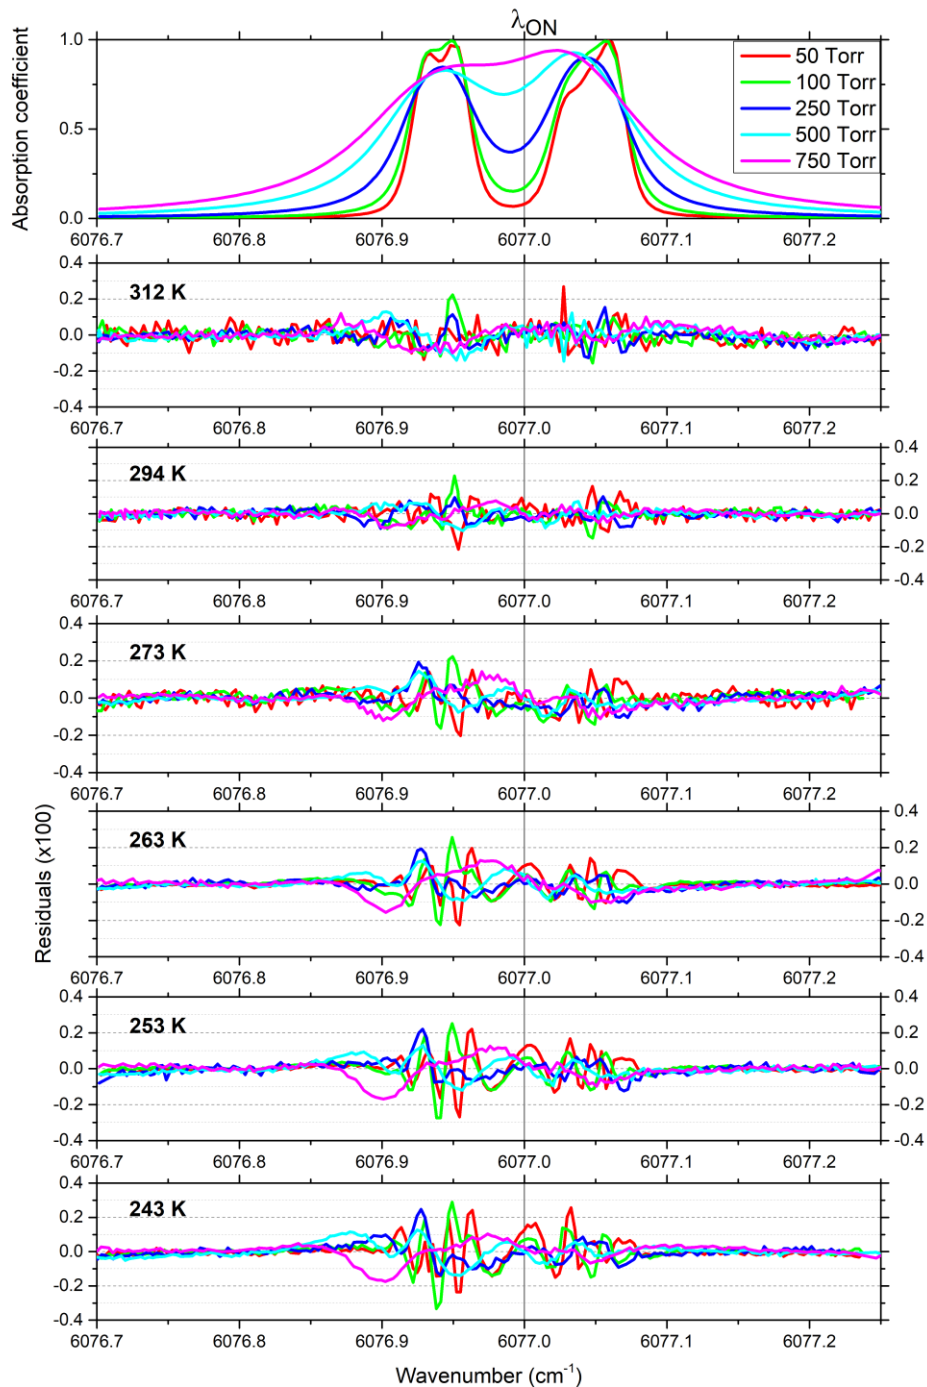 λON
Absorption coefficient
1.0
0.5
0.0
50 Torr
100 Torr
250 Torr
500 Torr
750 Torr
6076.7 6076.8 6076.9 6077.0 6077.1 6077.2
312 K
0.4
0.2
0.0
-0.2
-0.4
6076.7 6076.8 6076.9 6077.0 6077.1 6077.2
294 K
0.4
0.2
0.0
-0.2
-0.4
6076.7 6076.8 6076.9 6077.0 6077.1 6077.2
273 K
0.4
0.2
0.0
-0.2
-0.4
6076.7 6076.8 6076.9 6077.0 6077.1 6077.2
Residuals (x100)
263 K
0.4
0.2
0.0
-0.2
-0.4
6076.7 6076.8 6076.9 6077.0 6077.1 6077.2
253 K
0.4 0.4
0.2 0.2
0.0 0.0
-0.2 -0.2
-0.4 -0.4
6076.7 6076.8 6076.9 6077.0 6077.1 6077.2
243 K
0.4
0.2
0.0
-0.2
-0.4
6076.7 6076.8 6076.9 6077.0 6077.1 6077.2
Wavenumber (cm-1)